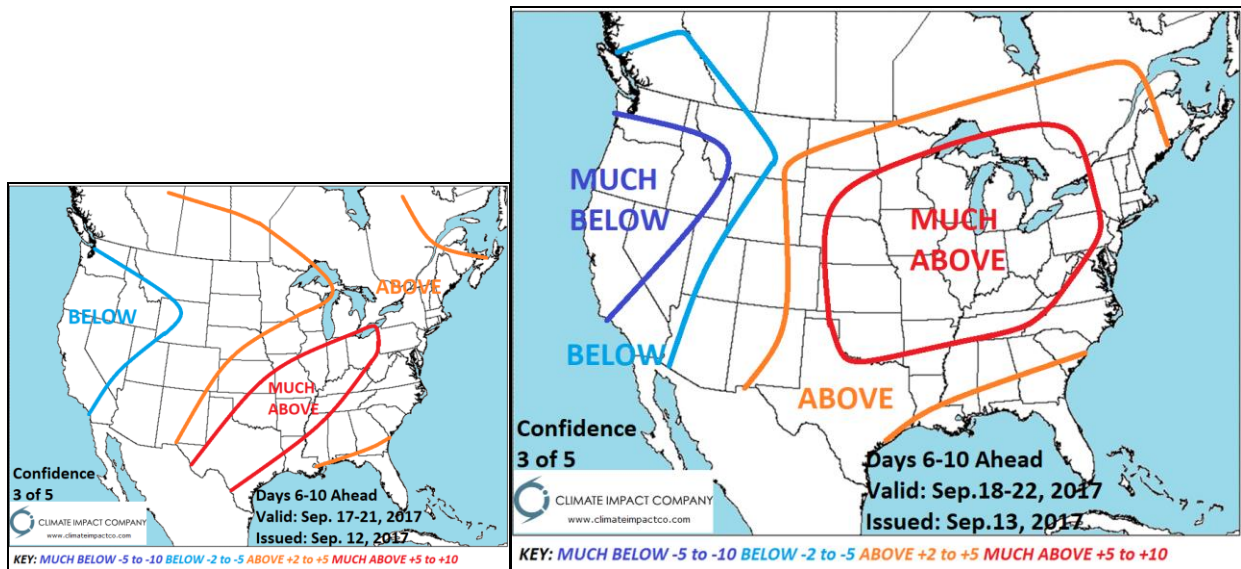 BELOW
ABOVE
MUCH
ABOVE
Confidence
3 of 5
CLIMATE IMPACT COMPANY
www.climateimpactco.com
Days 6-10 Ahead
Valid: Sep. 17-21, 2017
Issued: Sep. 12, 2017
KEY: MUCH BELOW -5 to -10 BELOW -2 to -5 ABOVE +2 to +5 MUCH ABOVE +5 to +10
MUCH
BELOW
MUCH
ABOVE
BELOW
ABOVE
Confidence
3 of 5
CLIMATE IMPACT COMPANY
www.climateimpactco.com
Days 6-10 Ahead
Valid: Sep.18-22, 2017
Issued: Sep.13, 2017
KEY: MUCH BELOW -5 to -10 BELOW -2 to -5 ABOVE +2 to +5 MUCH ABOVE +5 to +10